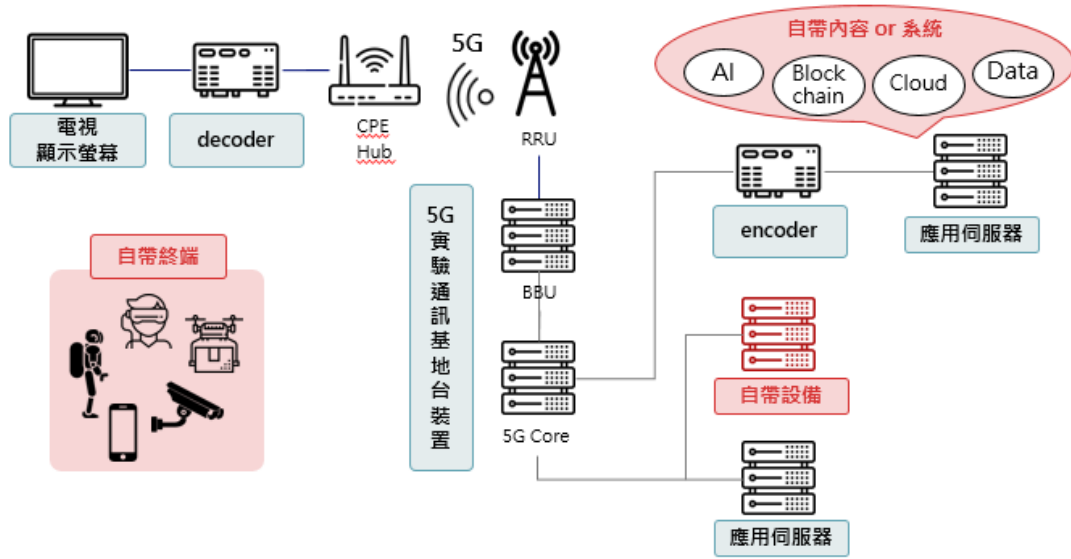 自帶內容 or 系統
AI
Block
chain
Cloud
Data
5G
電視
顯示螢幕
decoder
CPE
Hub
RRU
encoder
應用伺服器
5G
實
驗
通
訊
基
地
台
裝
置
BBU
5G Core
自帶終端
自帶設備
應用伺服器